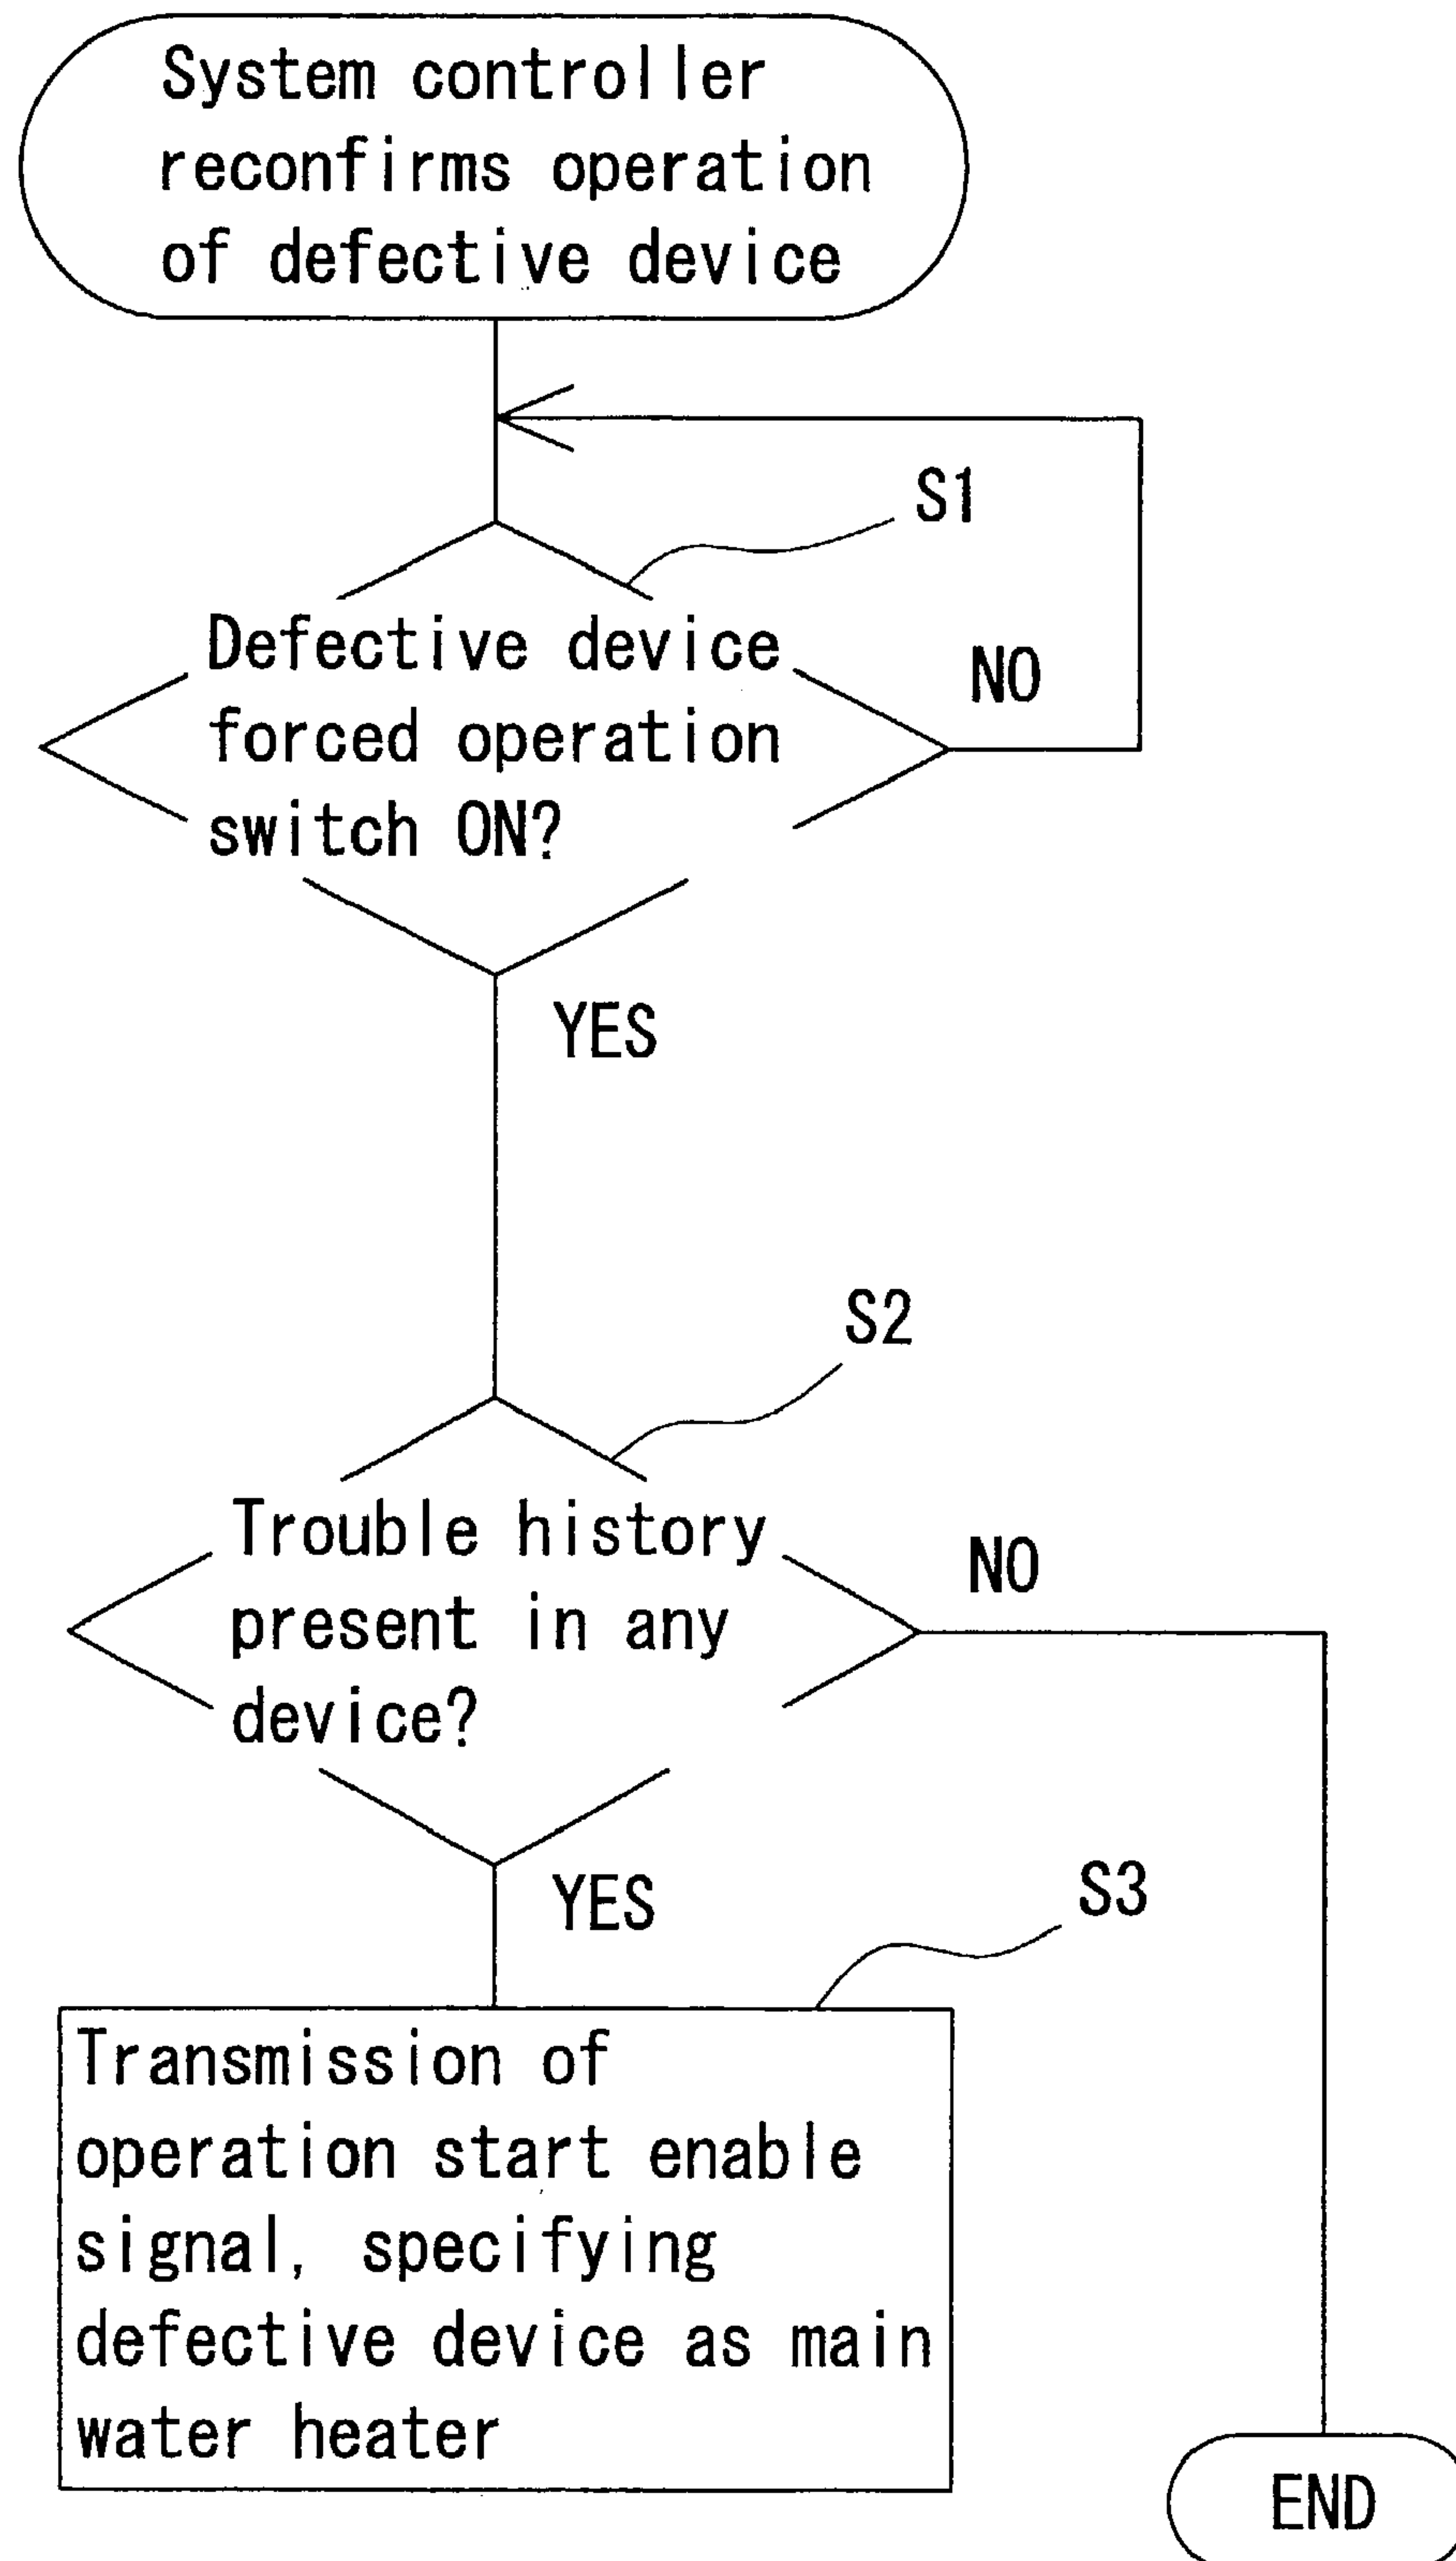 System controller
reconfirms operation
of defective device
S1
Defective device
forced operation
switch ON?
NO
YES
S2
Trouble history
present in any
device?
NO
YES
S3
Transmission of
operation start enable
signal, specifying
defective device as main
water heater
END